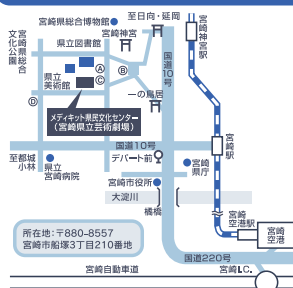 宮崎県総合博物館
至日向・延岡
宮崎県総合
文化公園
県立図書館
宮崎神宮
宮崎神宮駅
国道10号
県立
美術館
Ⓐ
Ⓑ
Ⓒ
Ⓓ
一の鳥居
メディキット県民文化センター
(宮崎県立芸術劇場)
国道10号
宮崎駅
至都城
小林
県立
宮崎病院
デパート前
宮崎
県庁
宮崎市役所
大淀川
橘橋
宮崎
空港駅
宮崎
空港
所在地:〒880-8557
宮崎市船塚3丁目210番地
国道220号
宮崎自動車道
宮崎I.C.